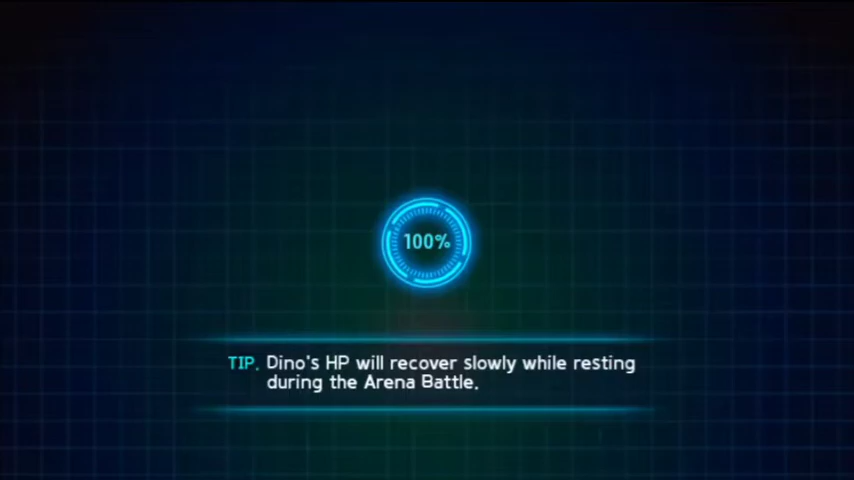 100%
TIP. Dino's HP will recover slowly while resting
during the Arena Battle.